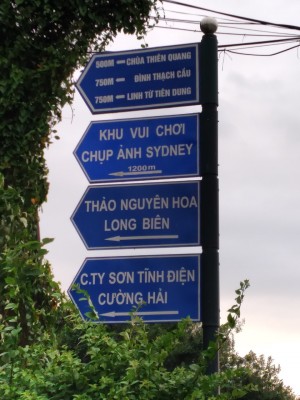 500M CHÙA THIÊN QUANG
750M ĐÌNH THẠCH CẦU
750M LINH TỪ TIÊN DUNG
KHU VUI CHƠI
CHỤP ẢNH SYDNEY
1200m
THẢO NGUYÊN HOA
LONG BIÊN
C.TY SƠN TĨNH ĐIỆN
CƯỜNG HẢI